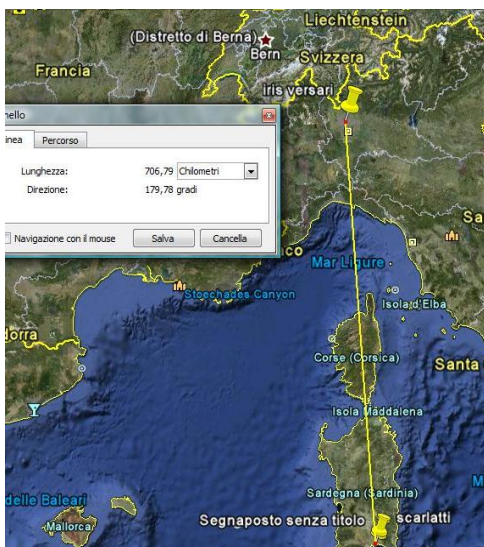 Liechtenstein
(Distretto di Berna)
Bern
Svizzera
Francia
iris versari
nello
inea
Percorso
Lunghezza:
706,79
Chilometri
Direzione:
179,78 gradi
Navigazione con il mouse
Salva
Cancella
Sa
co
Mar Ligure
Stoechades Canyon
Isola d'Elba
dorra
Corse (Corsica)
Santa
Isola Maddalena
Sardegna (Sardinia)
M
delle Baleari
Mallorca
Segnaposto senza titolo
scarlatti